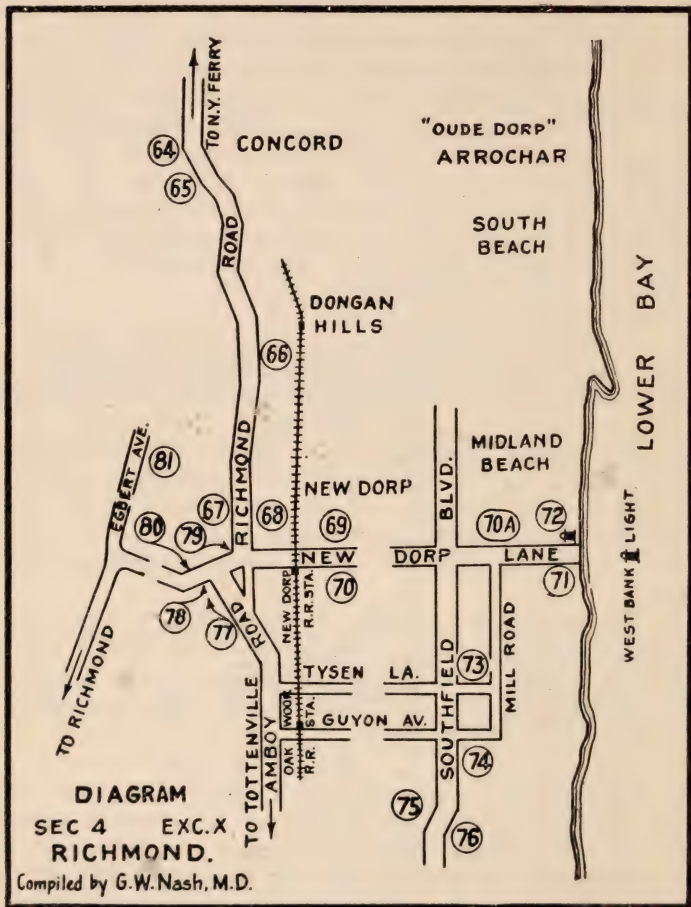 TO N.Y. FERRY
64
65
CONCORD
"OUDE DORP"
ARROCHAR
SOUTH
BEACH
LOWER BAY
ROAD
DONGAN
HILLS
66
EGBERT AVE.
81
RICHMOND
NEW DORP
BLVD.
MIDLAND
BEACH
80
79
67
68
69
70A
72
NEW DORP LANE
70
71
NEW DORP
R.R. STA.
WEST BANK LIGHT
78
77
ROAD
TYSEN LA.
73
MILL ROAD
TO RICHMOND
OAKWOOD
R.R. STA.
GUYON AV.
SOUTHFIELD
74
TO TOTTENVILLE
AMBOY
75
76
DIAGRAM
SEC 4 EXC. X
RICHMOND.
Compiled by G.W. Nash, M.D.